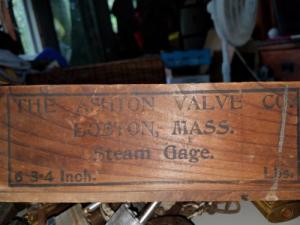 THE ASHTON VALVE CO.
BOSTON, MASS.
Steam Gage.
6 3-4 Inch. Lbs.